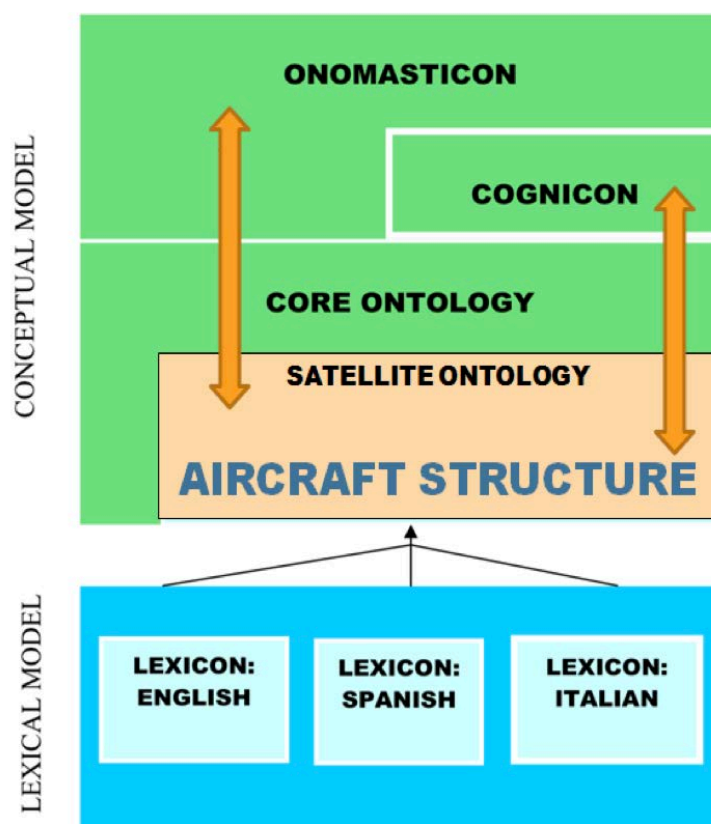 CONCEPTUAL MODEL
ONOMASTICON
COGNICON
CORE ONTOLOGY
SATELLITE ONTOLOGY
AIRCRAFT STRUCTURE
LEXICAL MODEL
LEXICON:
ENGLISH
LEXICON:
SPANISH
LEXICON:
ITALIAN